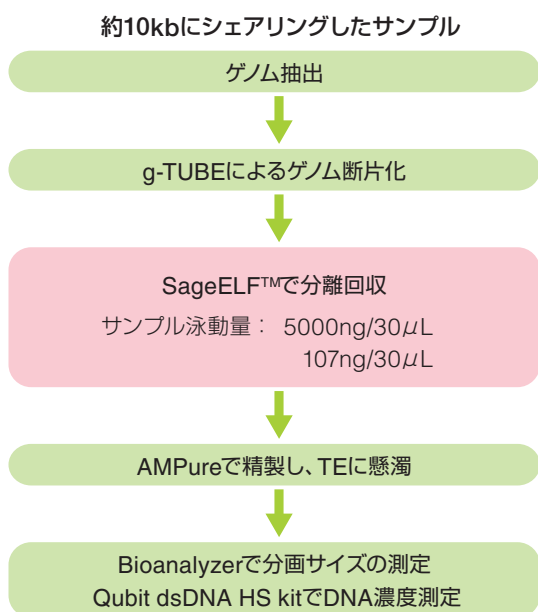 約10kbにシェアリングしたサンプル
ゲノム抽出
g-TUBEによるゲノム断片化
SageELF™で分離回収
サンプル泳動量： 5000ng/30μL
107ng/30μL
AMPureで精製し、TEに懸濁
Bioanalyzerで分画サイズの測定
Qubit dsDNA HS kitでDNA濃度測定